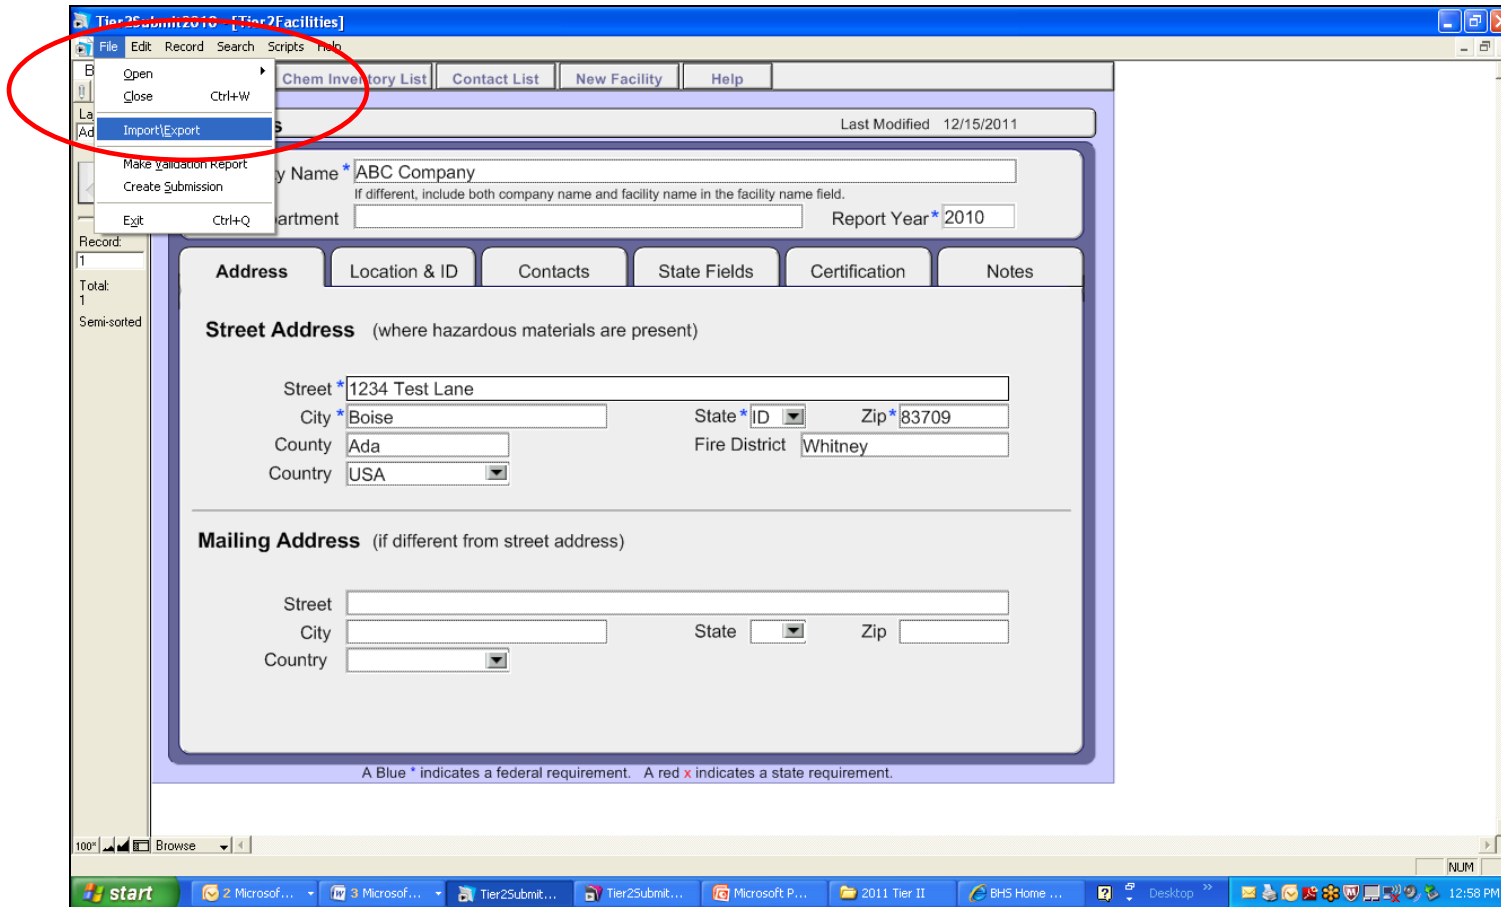 Tier2Submit2010 - [Tier2Facilities]
File Edit Record Search Scripts Help
Open
Close Ctrl+W
Import\Export
Make Validation Report
Create Submission
Exit Ctrl+Q
B
La
Ad
Chem Inventory List Contact List New Facility Help
s Last Modified 12/15/2011
y Name * ABC Company
If different, include both company name and facility name in the facility name field.
partment Report Year * 2010
Record:
1
Total:
1
Semi-sorted
Address Location & ID Contacts State Fields Certification Notes
Street Address (where hazardous materials are present)
Street * 1234 Test Lane
City * Boise State * ID Zip * 83709
County Ada Fire District Whitney
Country USA
Mailing Address (if different from street address)
Street
City State Zip
Country
A Blue * indicates a federal requirement. A red x indicates a state requirement.
100% Browse
NUM
start 2 Microsof... 3 Microsof... Tier2Submit... Tier2Submit... Microsoft P... 2011 Tier II BHS Home ... Desktop » 12:58 PM